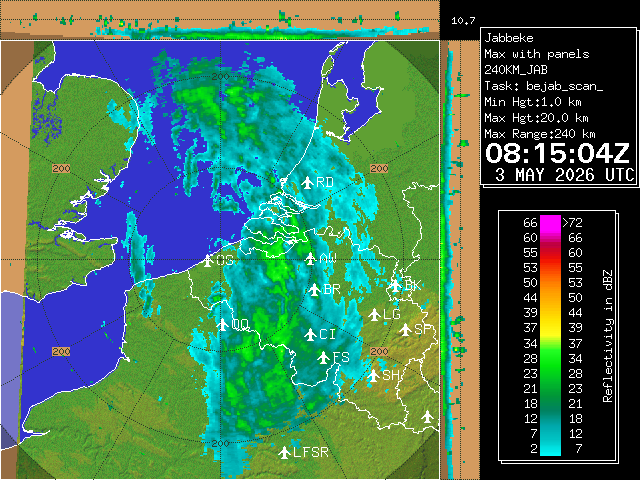 10.7
Jabbeke
Max with panels
240KM_JAB
Task: bejab_scan_
Min Hgt:1.0 km
Max Hgt:20.0 km
Max Range:240 km
08:15:04Z
3 MAY 2026 UTC
200
200
200
RD
OS
AW
BR
BK
LG
QQ
CI
SP
FS
200
200
SH
200
LFSR
66 >72
60 66
55 60
53 55
50 53
44 50
39 44
37 39
34 37
28 34
23 28
21 23
18 21
12 18
7 12
2 7
Reflectivity in dBZ